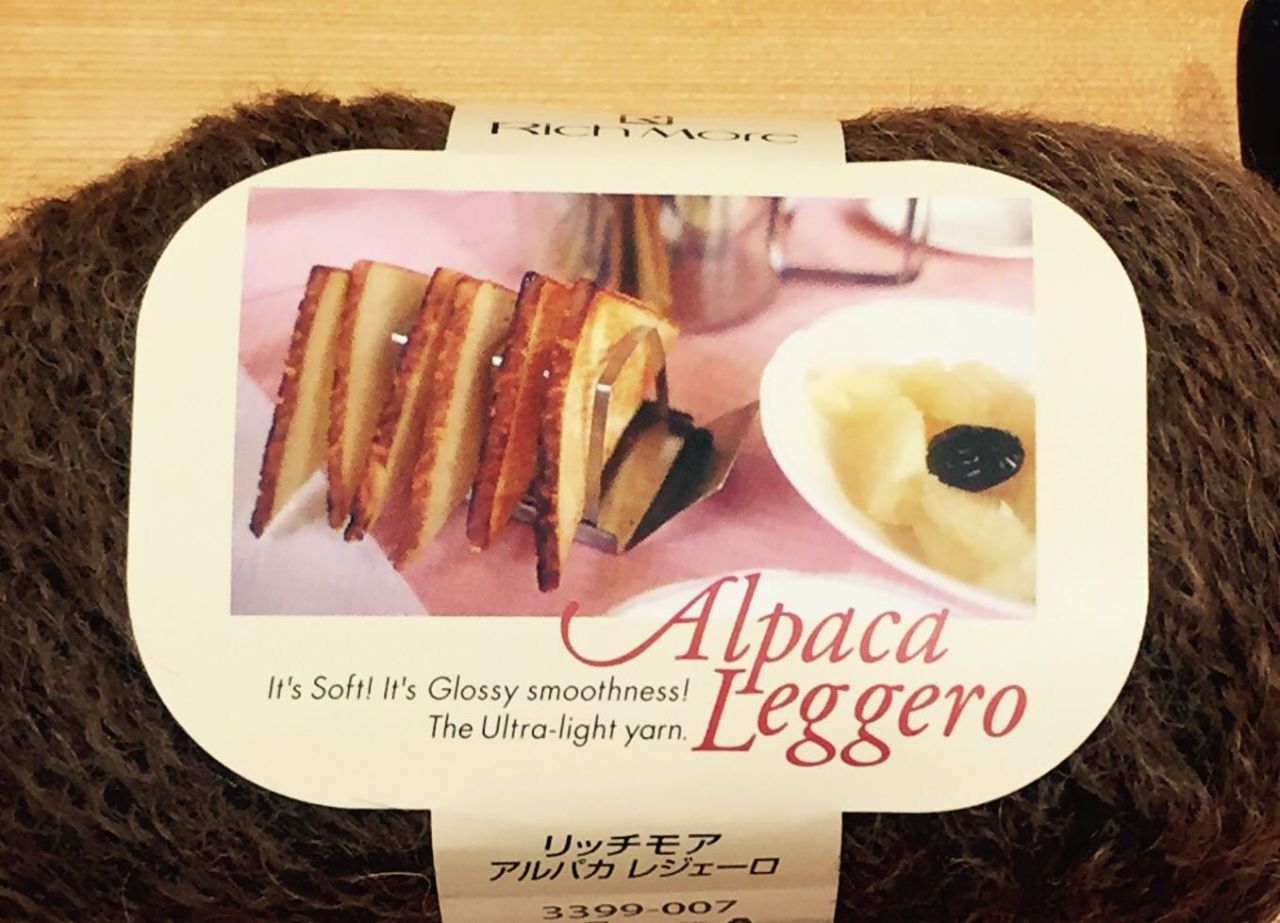 Rich More
Alpaca
Leggero
It's Soft! It's Glossy smoothness!
The Ultra-light yarn.
リッチモア
アルパカ レジェーロ
3399-007